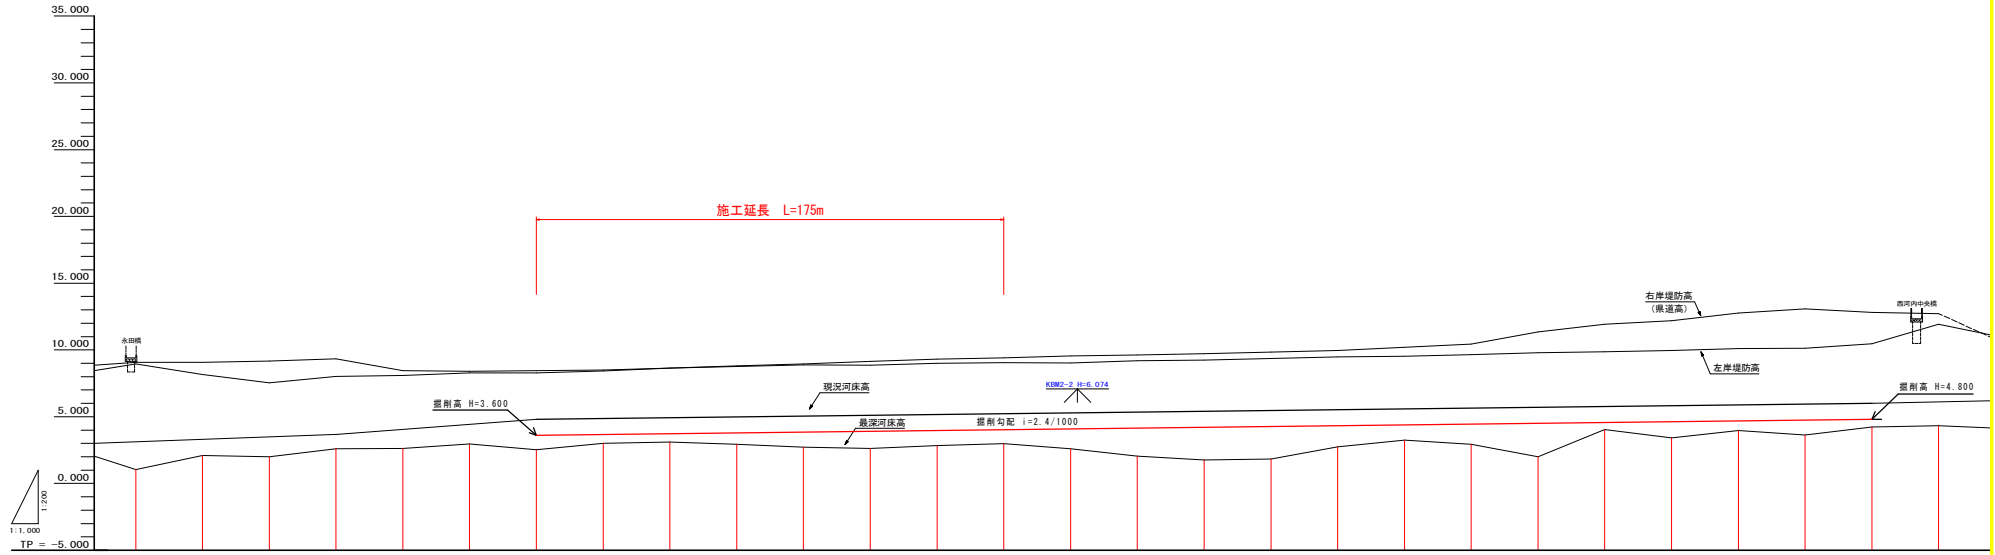 35.000
30.000
25.000
20.000
15.000
10.000
5.000
0.000
TP = -5.000
1:200
1:1,000
永田橋
施工延長 L=175m
掘削高 H=3.600
現況河床高
最深河床高
掘削勾配 i=2.4/1000
KBM2-2 H=6.074
右岸堤防高
(県道高)
左岸堤防高
西河内中央橋
掘削高 H=4.800